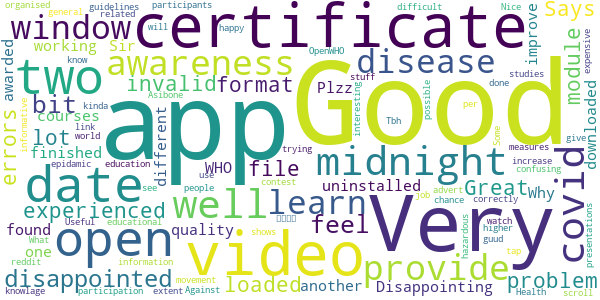 organised
guidelines participants
difficult Nice
general related
will happy
Says
window certificate improve
working Sir OpenWHO
know
awareness disease
awarded
two
invalid format Plzz stuff done expensive
module
Asibone Tbh studies
bit possible
courses link kinda
errors
app Good
downloaded
lot world
different interesting
per
finished WHO file midnight Some give
informative epidamic education use trying
measures
date uninstalled Great Why
well learn increase confusing
experienced see people contest
covid
found quality feel job advert correctly
Useful educational chance watch
open video Very
What one shows higher guud
information hazardous
reddit loaded another Disappointing tap
presentations
movement provide
disappointed extent problem
knowlage participation Against Health scroll